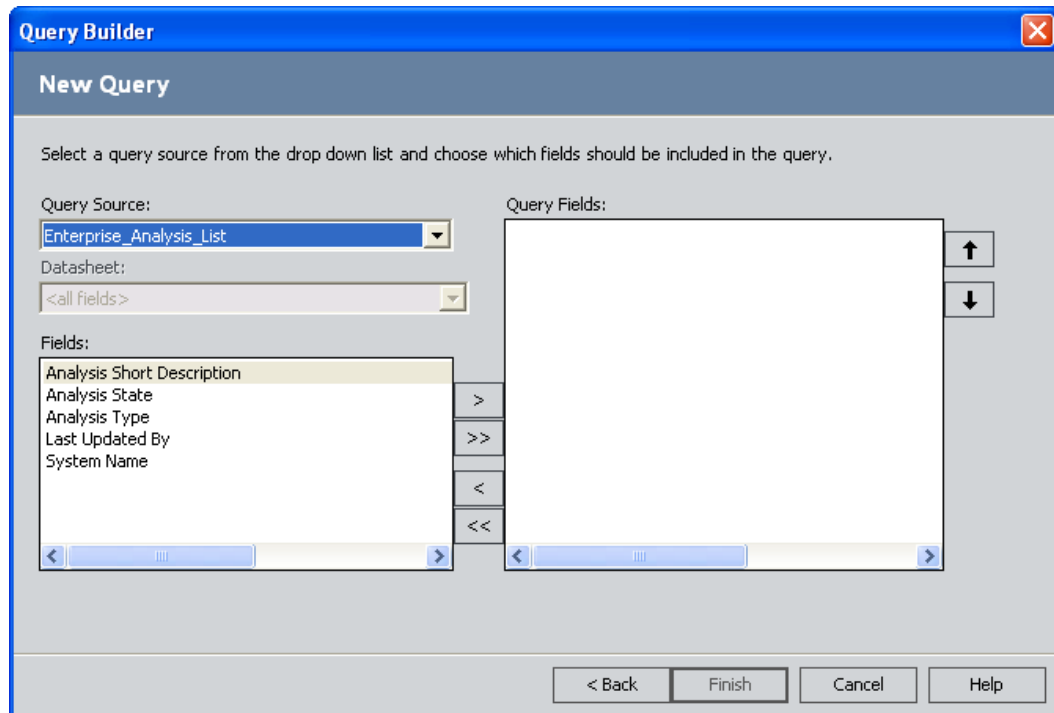 Query Builder
New Query
Select a query source from the drop down list and choose which fields should be included in the query.
Query Source:
Enterprise_Analysis_List
Datasheet:
<all fields>
Fields:
Analysis Short Description
Analysis State
Analysis Type
Last Updated By
System Name
>
>>
<
<<
Query Fields:
< Back
Finish
Cancel
Help